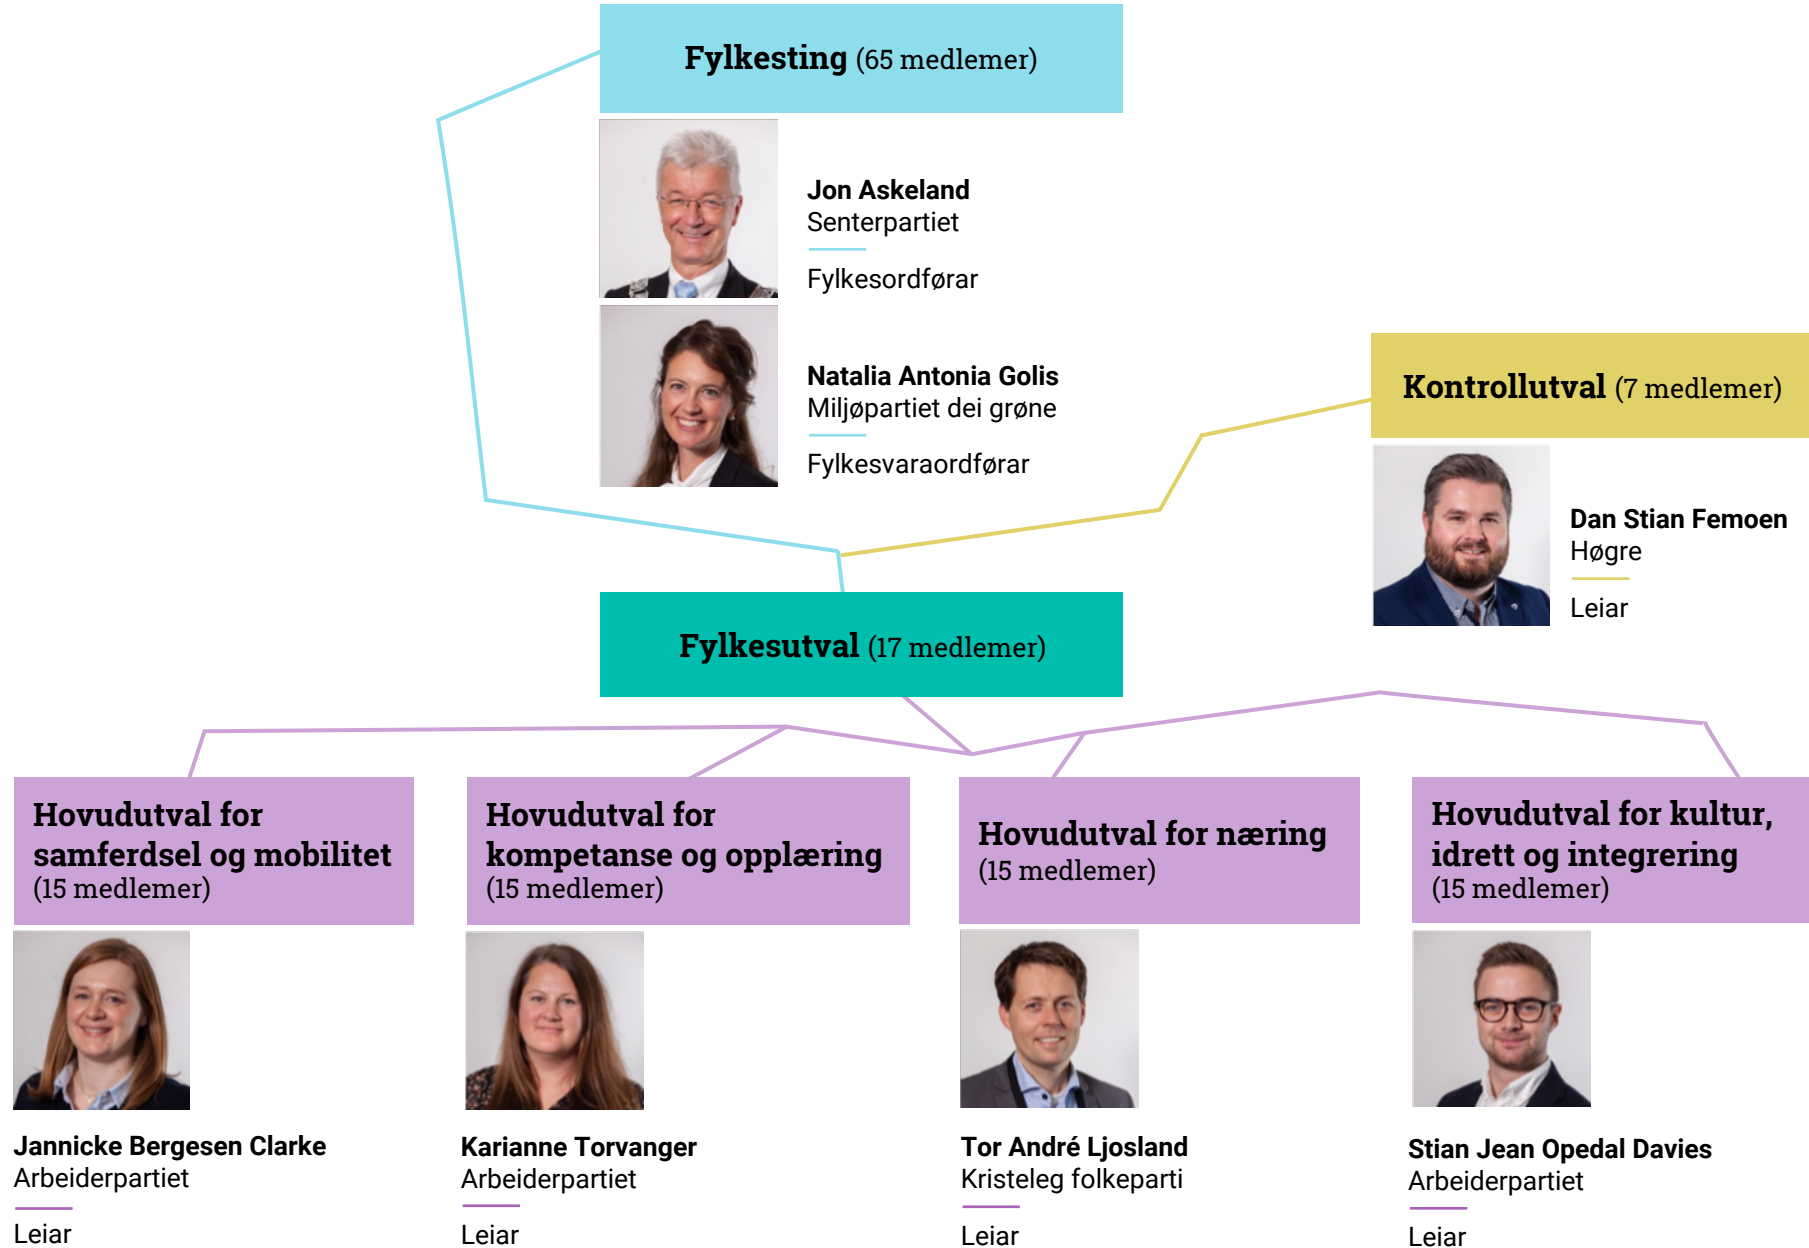 Fylkesting (65 medlemer)
Jon Askeland
Senterpartiet
Fylkesordførar
Natalia Antonia Golis
Miljøpartiet dei grøne
Fylkesvaraordførar
Kontrollutval (7 medlemer)
Dan Stian Femoen
Høgre
Leiar
Fylkesutval (17 medlemer)
Hovudutval for
samferdsel og mobilitet
(15 medlemer)
Hovudutval for
kompetanse og opplæring
(15 medlemer)
Hovudutval for næring
(15 medlemer)
Hovudutval for kultur,
idrett og integrering
(15 medlemer)
Jannicke Bergesen Clarke
Arbeiderpartiet
Leiar
Karianne Torvanger
Arbeiderpartiet
Leiar
Tor André Ljosland
Kristeleg folkeparti
Leiar
Stian Jean Opedal Davies
Arbeiderpartiet
Leiar